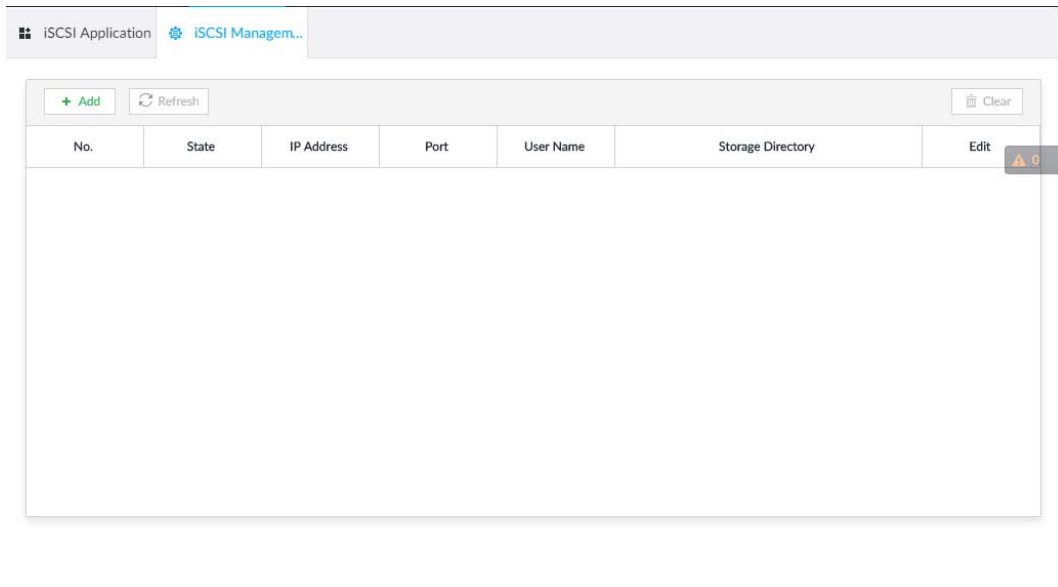 iSCSI Application iSCSI Managem...
+ Add Refresh Clear
No. State IP Address Port User Name Storage Directory Edit
0